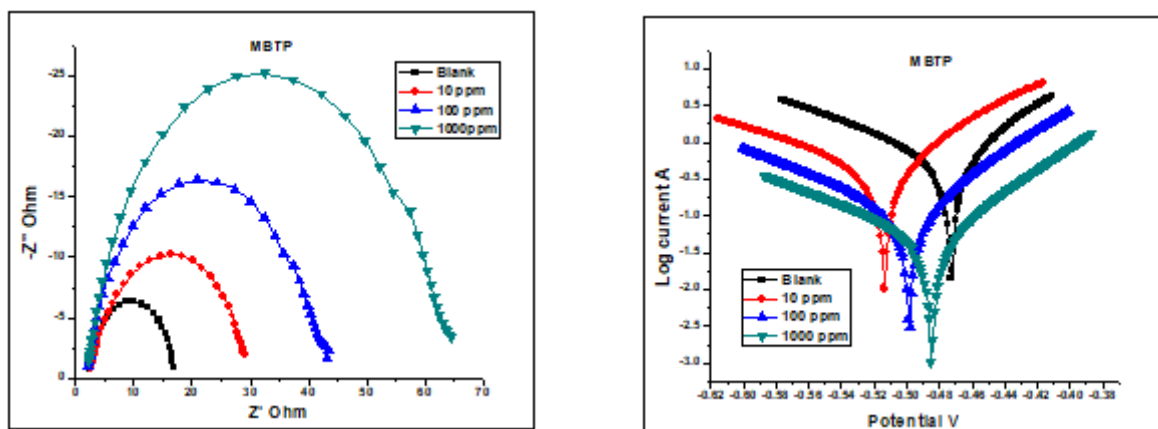 MBTP
-25
-20
-15
-10
-5
0
0 10 20 30 40 50 60 70
-Z'' Ohm
Z'' Ohm
Blank
10 ppm
100 ppm
1000ppm
MBTP
1.0
0.5
0.0
-0.5
-1.0
-1.5
-2.0
-2.5
-3.0
-0.62 -0.60 -0.58 -0.56 -0.54 -0.52 -0.50 -0.48 -0.46 -0.44 -0.42 -0.40 -0.38
Log current A
Potential V
Blank
10 ppm
100 ppm
1000 ppm